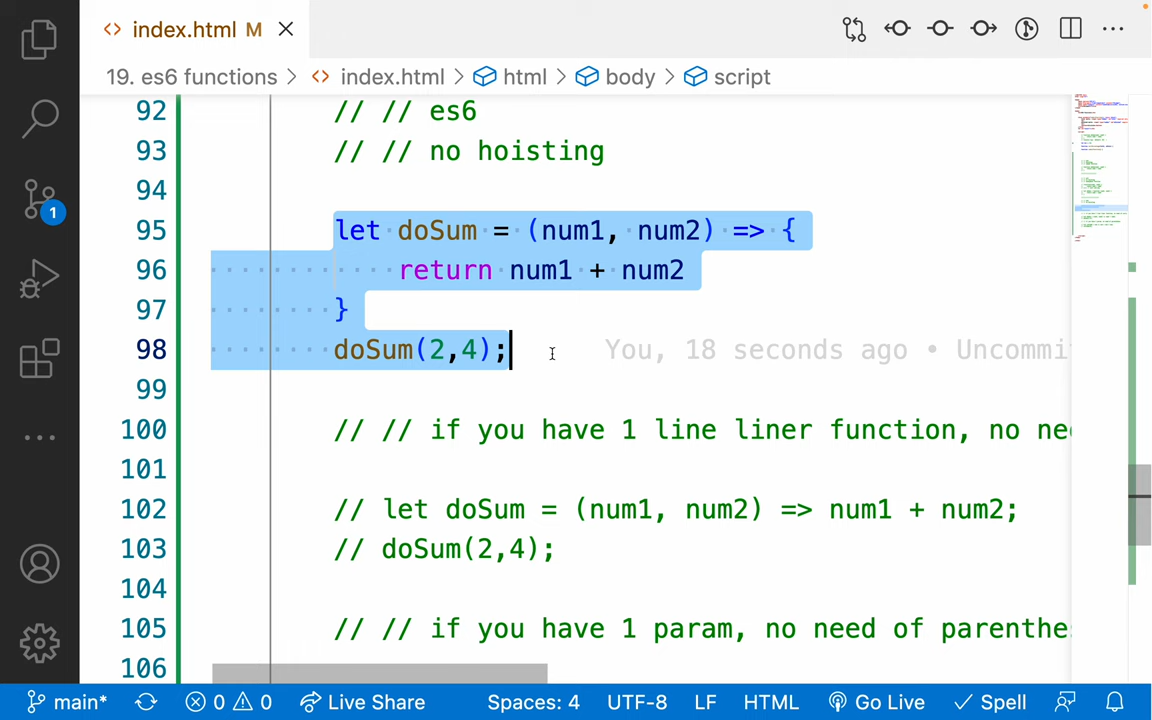 index.html M
19. es6 functions > index.html > html > body > script
92 // // es6
93 // // no hoisting
94
95 let doSum = (num1, num2) => {
96 return num1 + num2
97 }
98 doSum(2,4); You, 18 seconds ago • Uncommi
99
100 // // if you have 1 line liner function, no ne
101
102 // let doSum = (num1, num2) => num1 + num2;
103 // doSum(2,4);
104
105 // // if you have 1 param, no need of parenthe
106
1
main* 0 0 Live Share Spaces: 4 UTF-8 LF HTML Go Live Spell